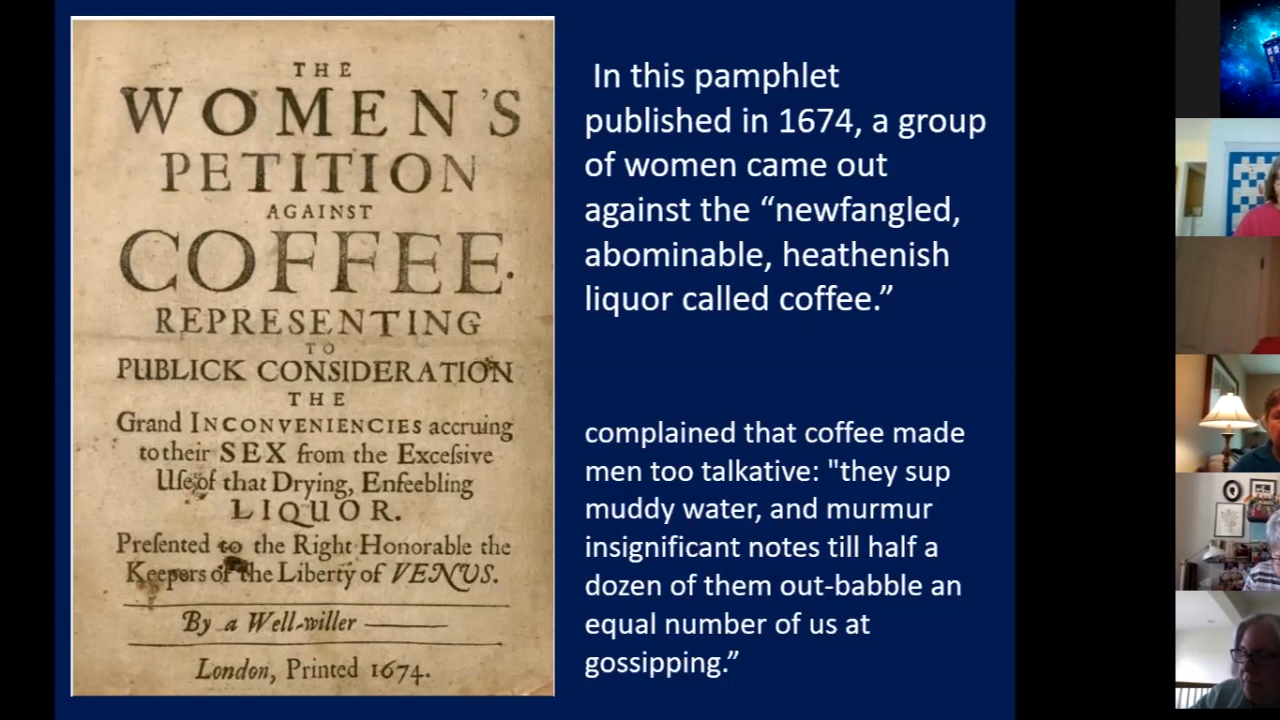 THE
WOMEN'S
PETITION
AGAINST
COFFEE.
REPRESENTING
TO
PUBLICK CONSIDERATION
THE
Grand INCONVENIENCIES accruing
to their SEX from the Exceſsive
Uſe of that Drying, Enfeebling
LIQUOR.
Preſented to the Right Honorable the
Keepers of the Liberty of VENUS.
By a Well-willer
London, Printed 1674.
In this pamphlet
published in 1674, a group
of women came out
against the “newfangled,
abominable, heathenish
liquor called coffee.”
complained that coffee made
men too talkative: "they sup
muddy water, and murmur
insignificant notes till half a
dozen of them out-babble an
equal number of us at
gossipping.”